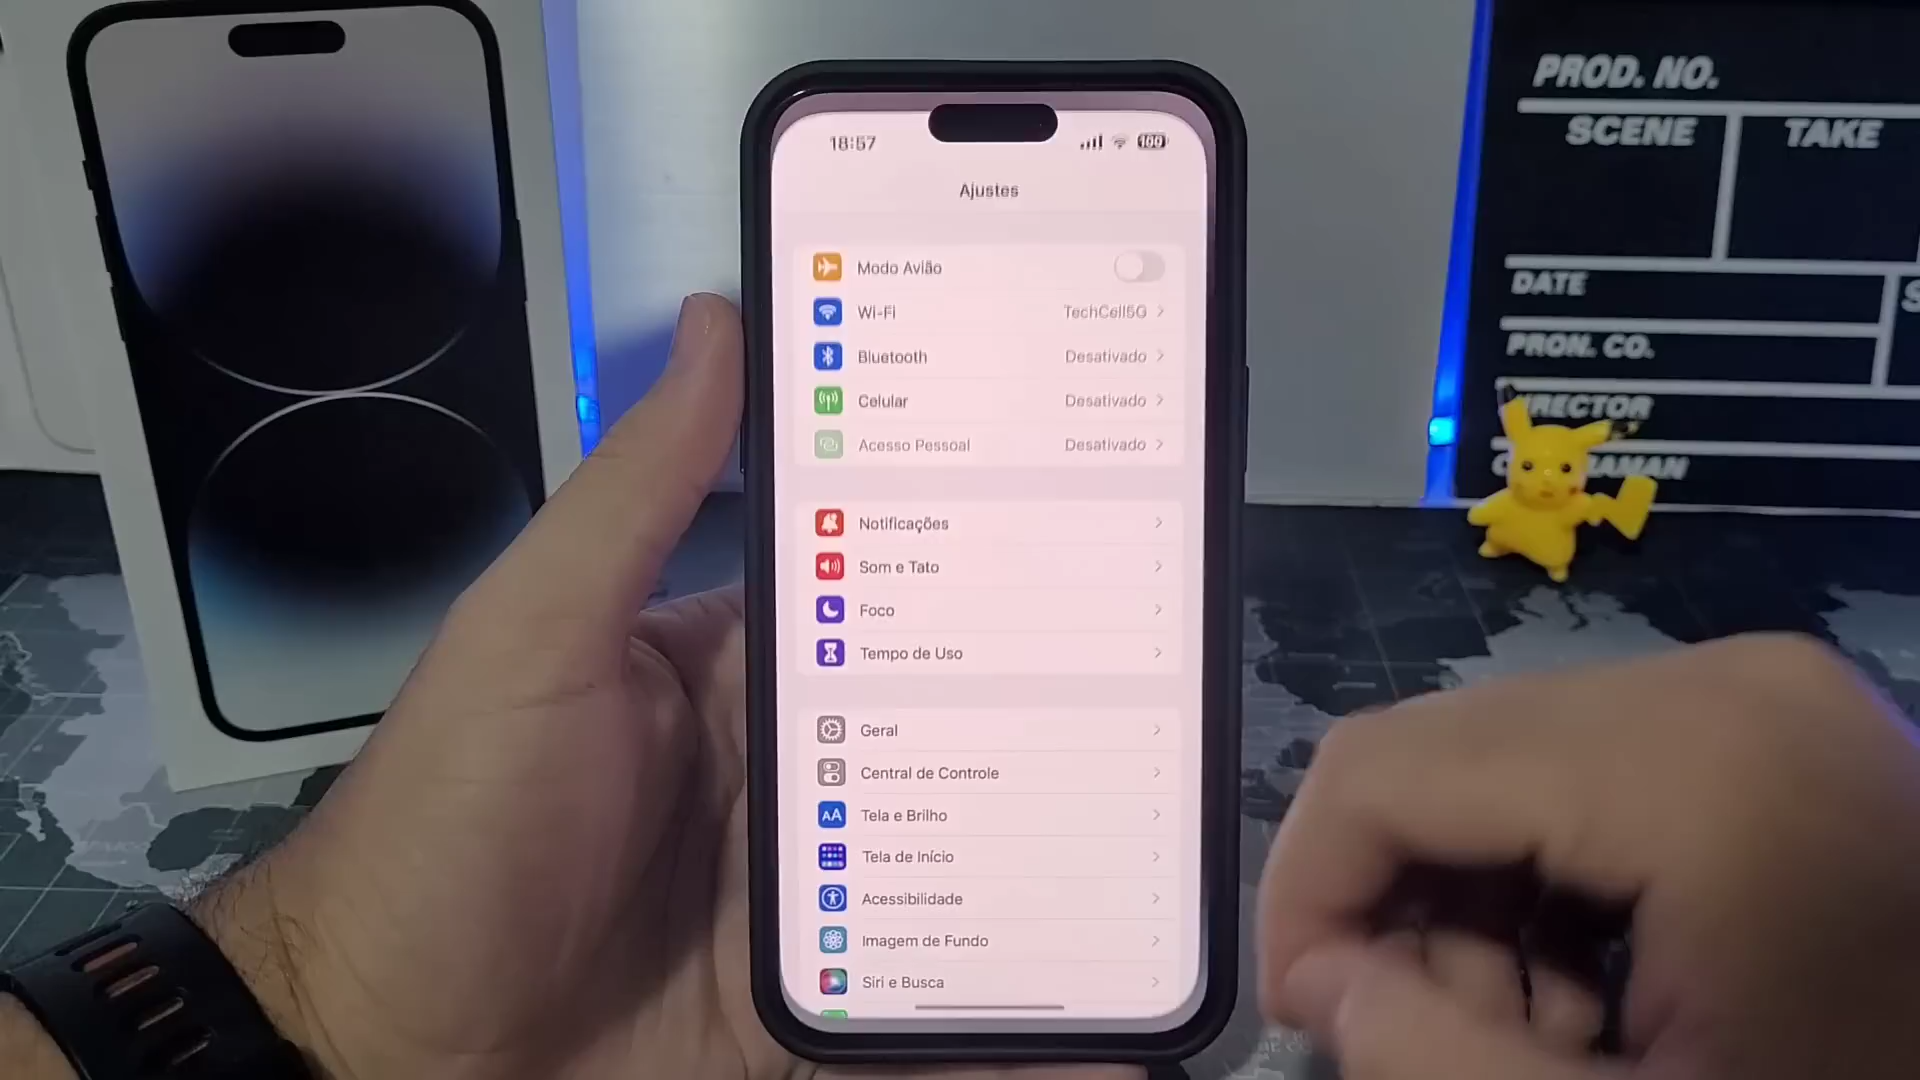 18:57
100
Ajustes
Modo Avião
Wi-Fi TechCell5G
Bluetooth Desativado
Celular Desativado
Acesso Pessoal Desativado
Notificações
Som e Tato
Foco
Tempo de Uso
Geral
Central de Controle
AA Tela e Brilho
Tela de Início
Acessibilidade
Imagem de Fundo
Siri e Busca
PROD. NO.
SCENE TAKE
DATE S
PRON. CO.
DIRECTOR